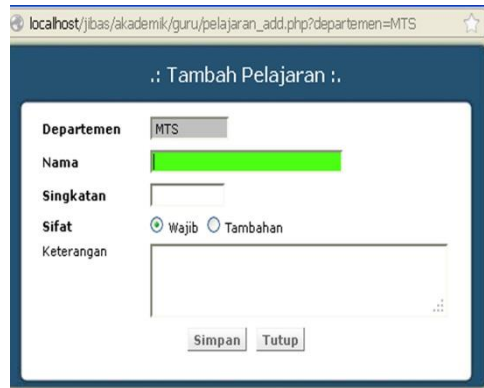 localhost/jibas/akademik/guru/pelajaran_add.php?departemen=MTS
.: Tambah Pelajaran :.
Departemen MTS
Nama
Singkatan
Sifat Wajib Tambahan
Keterangan
Simpan Tutup